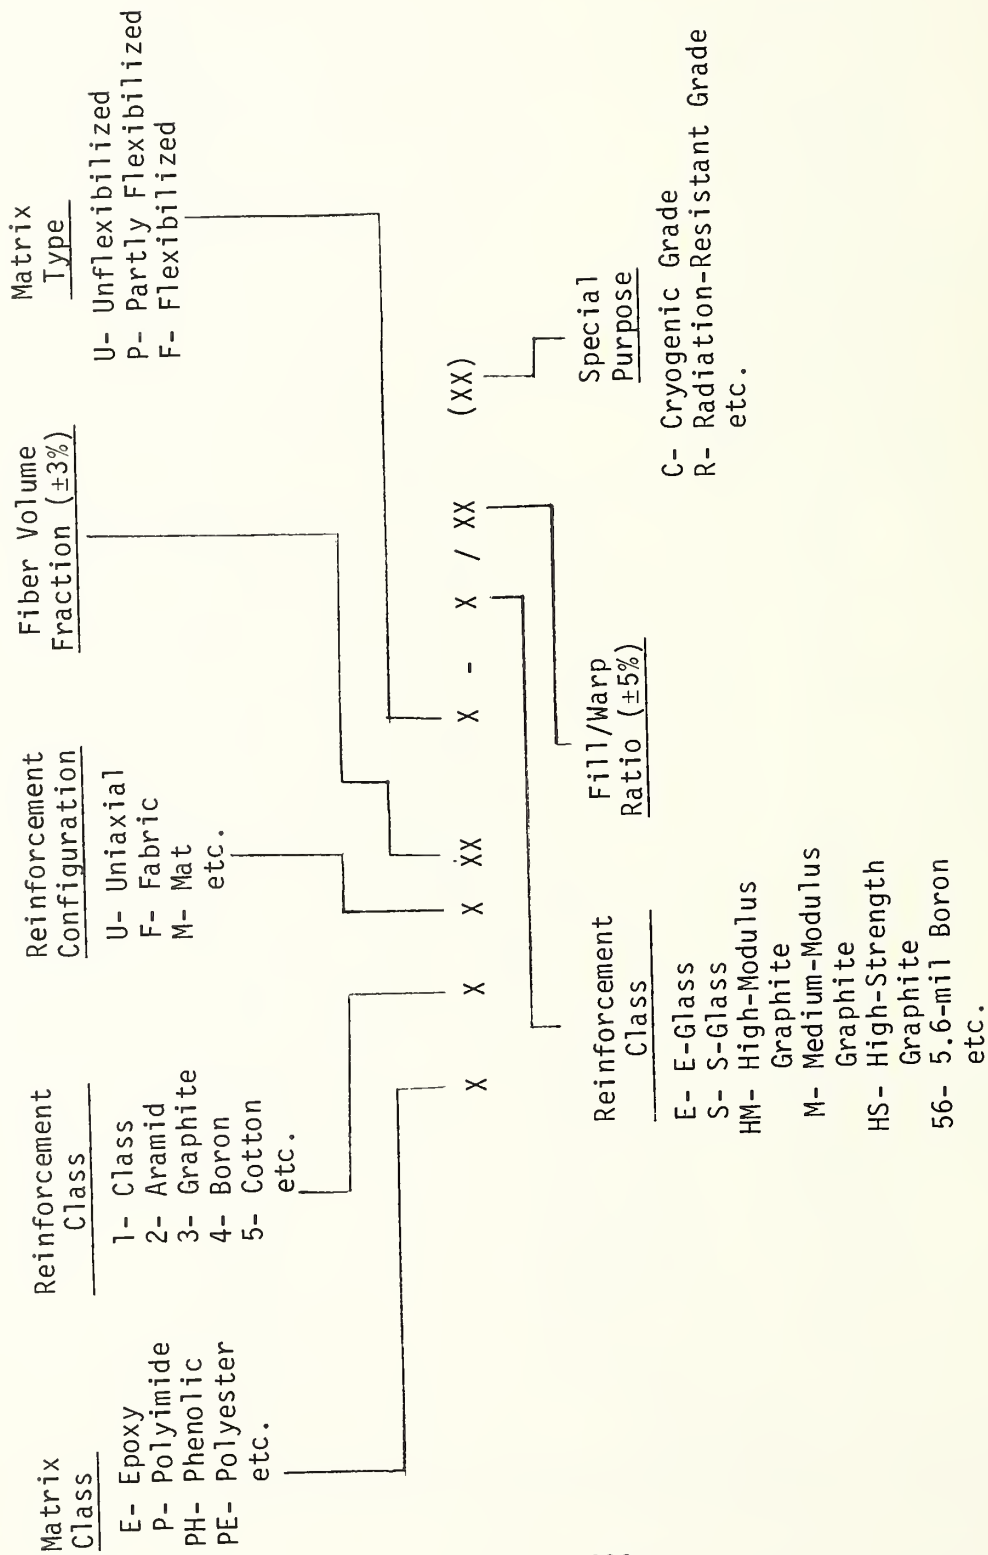 Matrix
Class
E- Epoxy
P- Polyimide
PH- Phenolic
PE- Polyester
etc.
Reinforcement
Class
1- Class
2- Aramid
3- Graphite
4- Boron
5- Cotton
etc.
Reinforcement
Configuration
U- Uniaxial
F- Fabric
M- Mat
etc.
Fiber Volume
Fraction (±3%)
Matrix
Type
U- Unflexibilized
P- Partly Flexibilized
F- Flexibilized
X X X XX X - X / XX (XX)
Reinforcement
Class
E- E-Glass
S- S-Glass
HM- High-Modulus
Graphite
M- Medium-Modulus
Graphite
HS- High-Strength
Graphite
56- 5.6-mil Boron
etc.
Fill/Warp
Ratio (±5%)
Special
Purpose
C- Cryogenic Grade
R- Radiation-Resistant Grade
etc.